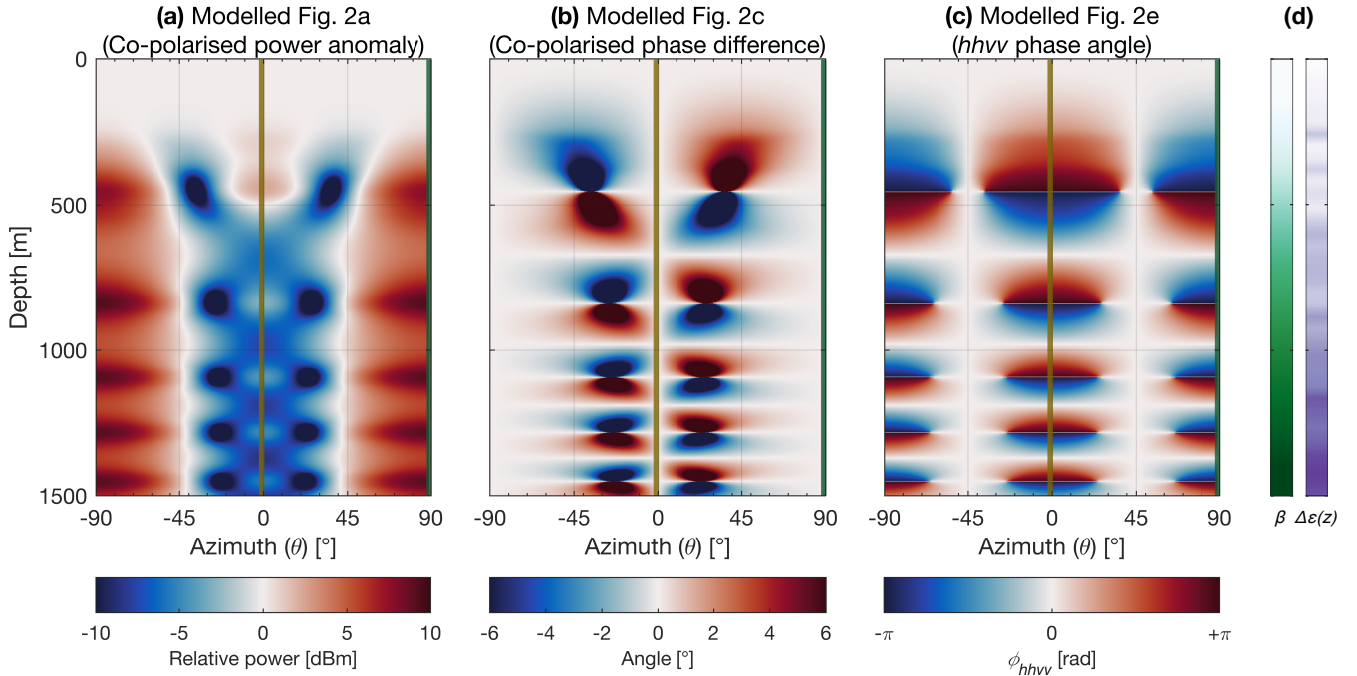 (a) Modelled Fig. 2a
(Co-polarised power anomaly)
(b) Modelled Fig. 2c
(Co-polarised phase difference)
(c) Modelled Fig. 2e
(hhvv phase angle)
(d)
Depth [m]
0
500
1000
1500
-90 -45 0 45 90
Azimuth (θ) [°]
-90 -45 0 45 90
Azimuth (θ) [°]
-90 -45 0 45 90
Azimuth (θ) [°]
β Δε(z)
-10 -5 0 5 10
Relative power [dBm]
-6 -4 -2 0 2 4 6
Angle [°]
-π 0 +π
ϕhhvv [rad]